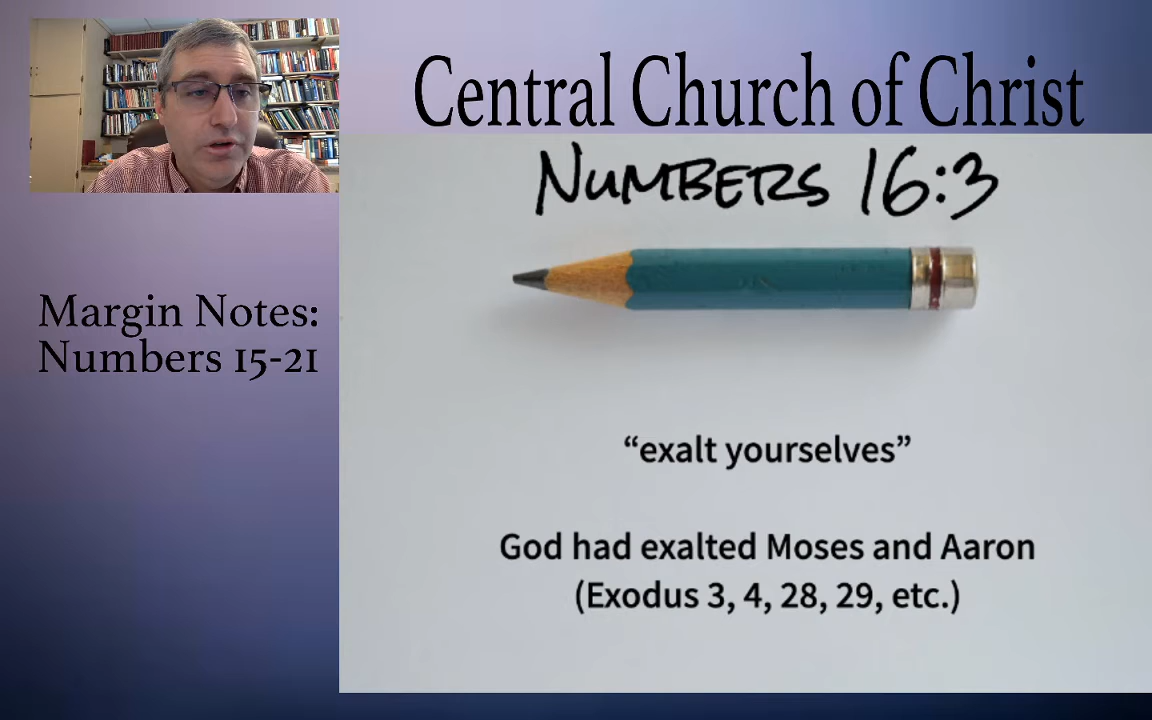 Central Church of Christ
Numbers 16:3
Margin Notes:
Numbers 15-21
“exalt yourselves”
God had exalted Moses and Aaron
(Exodus 3, 4, 28, 29, etc.)